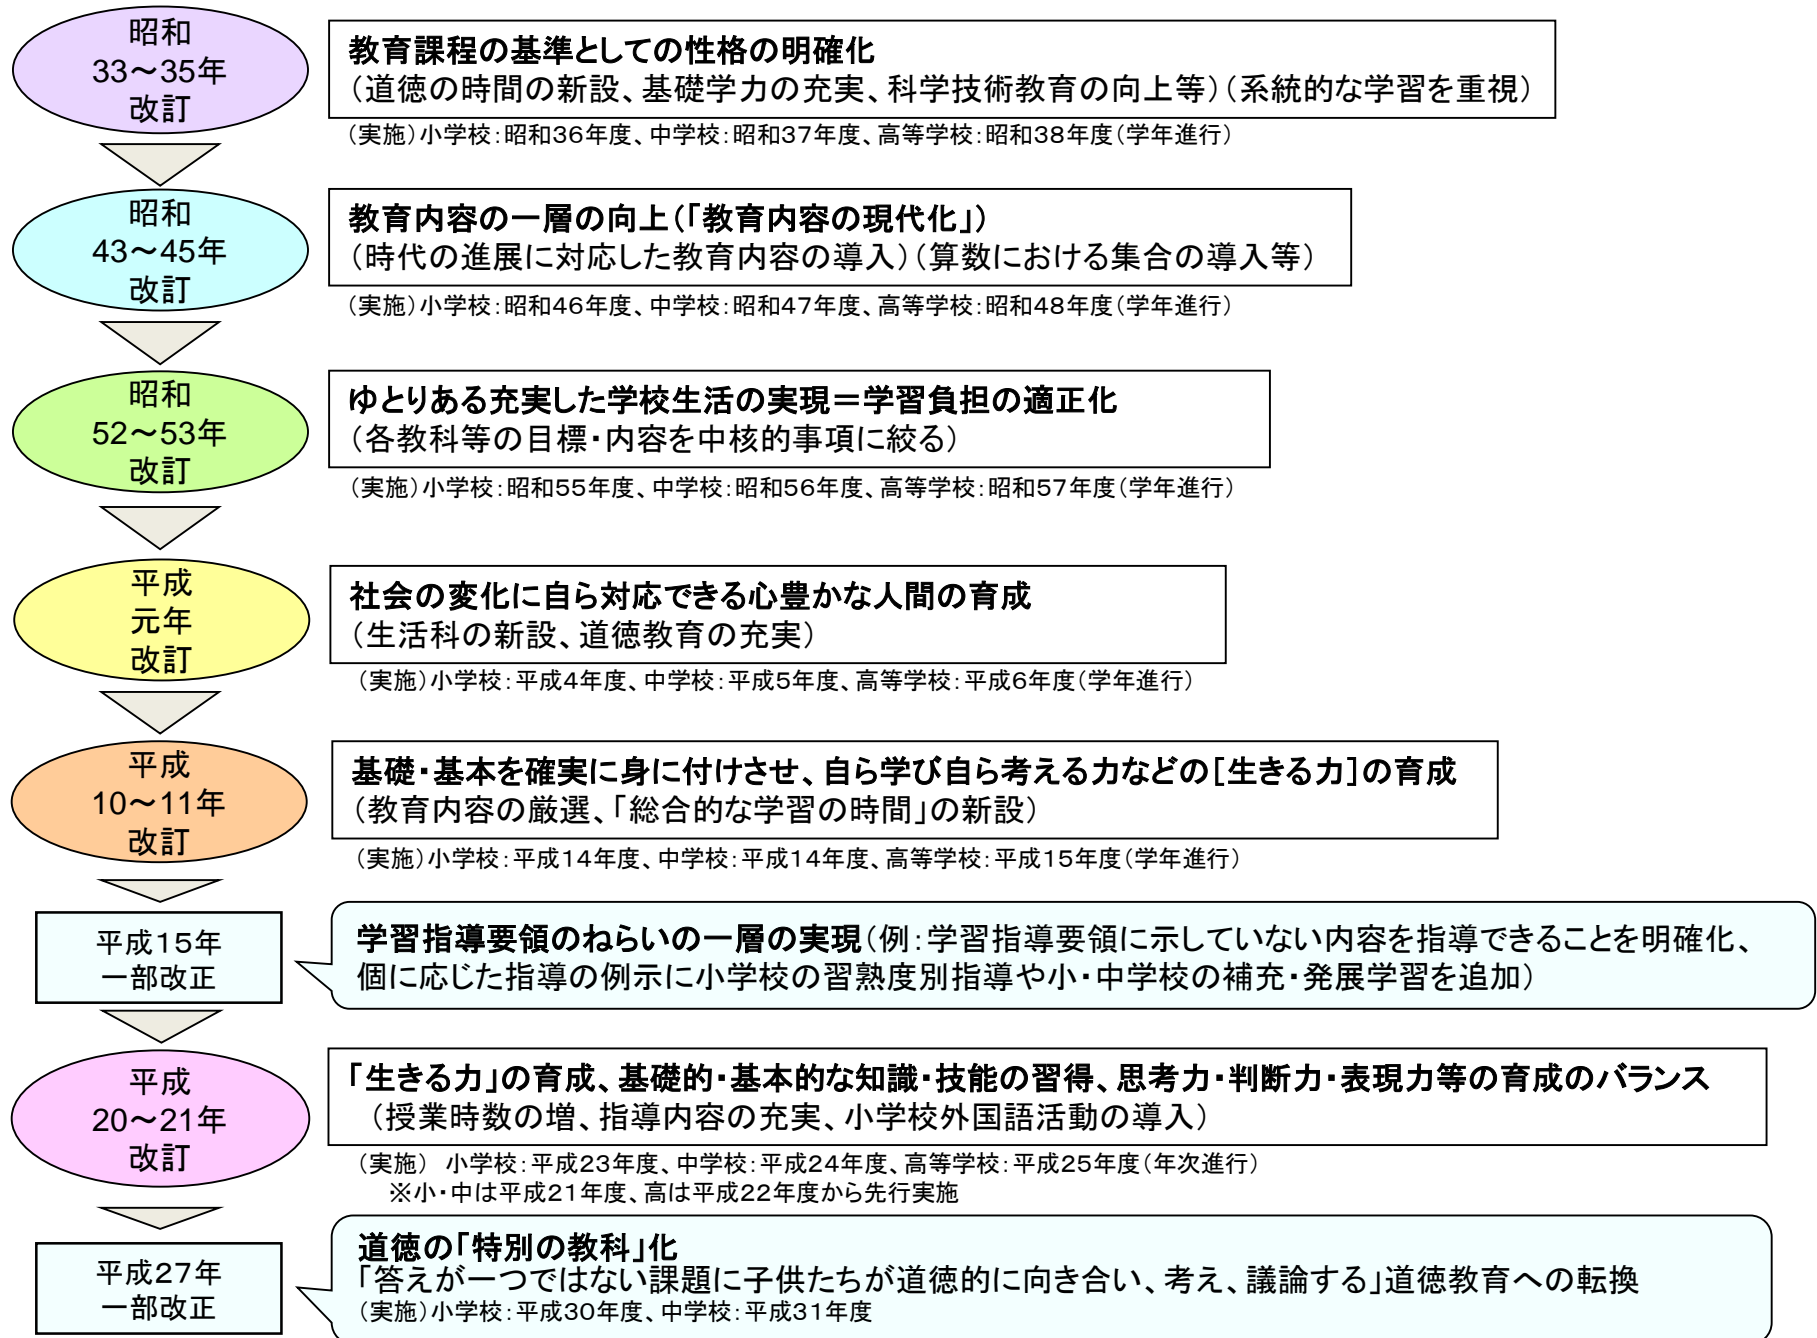 昭和
33～35年
改訂
教育課程の基準としての性格の明確化
（道徳の時間の新設、基礎学力の充実、科学技術教育の向上等）（系統的な学習を重視）
（実施）小学校：昭和36年度、中学校：昭和37年度、高等学校：昭和38年度（学年進行）
昭和
43～45年
改訂
教育内容の一層の向上（「教育内容の現代化」）
（時代の進展に対応した教育内容の導入）（算数における集合の導入等）
（実施）小学校：昭和46年度、中学校：昭和47年度、高等学校：昭和48年度（学年進行）
昭和
52～53年
改訂
ゆとりある充実した学校生活の実現＝学習負担の適正化
（各教科等の目標・内容を中核的事項に絞る）
（実施）小学校：昭和55年度、中学校：昭和56年度、高等学校：昭和57年度（学年進行）
平成
元年
改訂
社会の変化に自ら対応できる心豊かな人間の育成
（生活科の新設、道徳教育の充実）
（実施）小学校：平成4年度、中学校：平成5年度、高等学校：平成6年度（学年進行）
平成
10～11年
改訂
基礎・基本を確実に身に付けさせ、自ら学び自ら考える力などの［生きる力］の育成
（教育内容の厳選、「総合的な学習の時間」の新設）
（実施）小学校：平成14年度、中学校：平成14年度、高等学校：平成15年度（学年進行）
平成15年
一部改正
学習指導要領のねらいの一層の実現（例：学習指導要領に示していない内容を指導できることを明確化、
個に応じた指導の例示に小学校の習熟度別指導や小・中学校の補充・発展学習を追加）
平成
20～21年
改訂
「生きる力」の育成、基礎的・基本的な知識・技能の習得、思考力・判断力・表現力等の育成のバランス
（授業時数の増、指導内容の充実、小学校外国語活動の導入）
（実施） 小学校：平成23年度、中学校：平成24年度、高等学校：平成25年度（年次進行）
※小・中は平成21年度、高は平成22年度から先行実施
平成27年
一部改正
道徳の「特別の教科」化
「答えが一つではない課題に子供たちが道徳的に向き合い、考え、議論する」道徳教育への転換
（実施）小学校：平成30年度、中学校：平成31年度